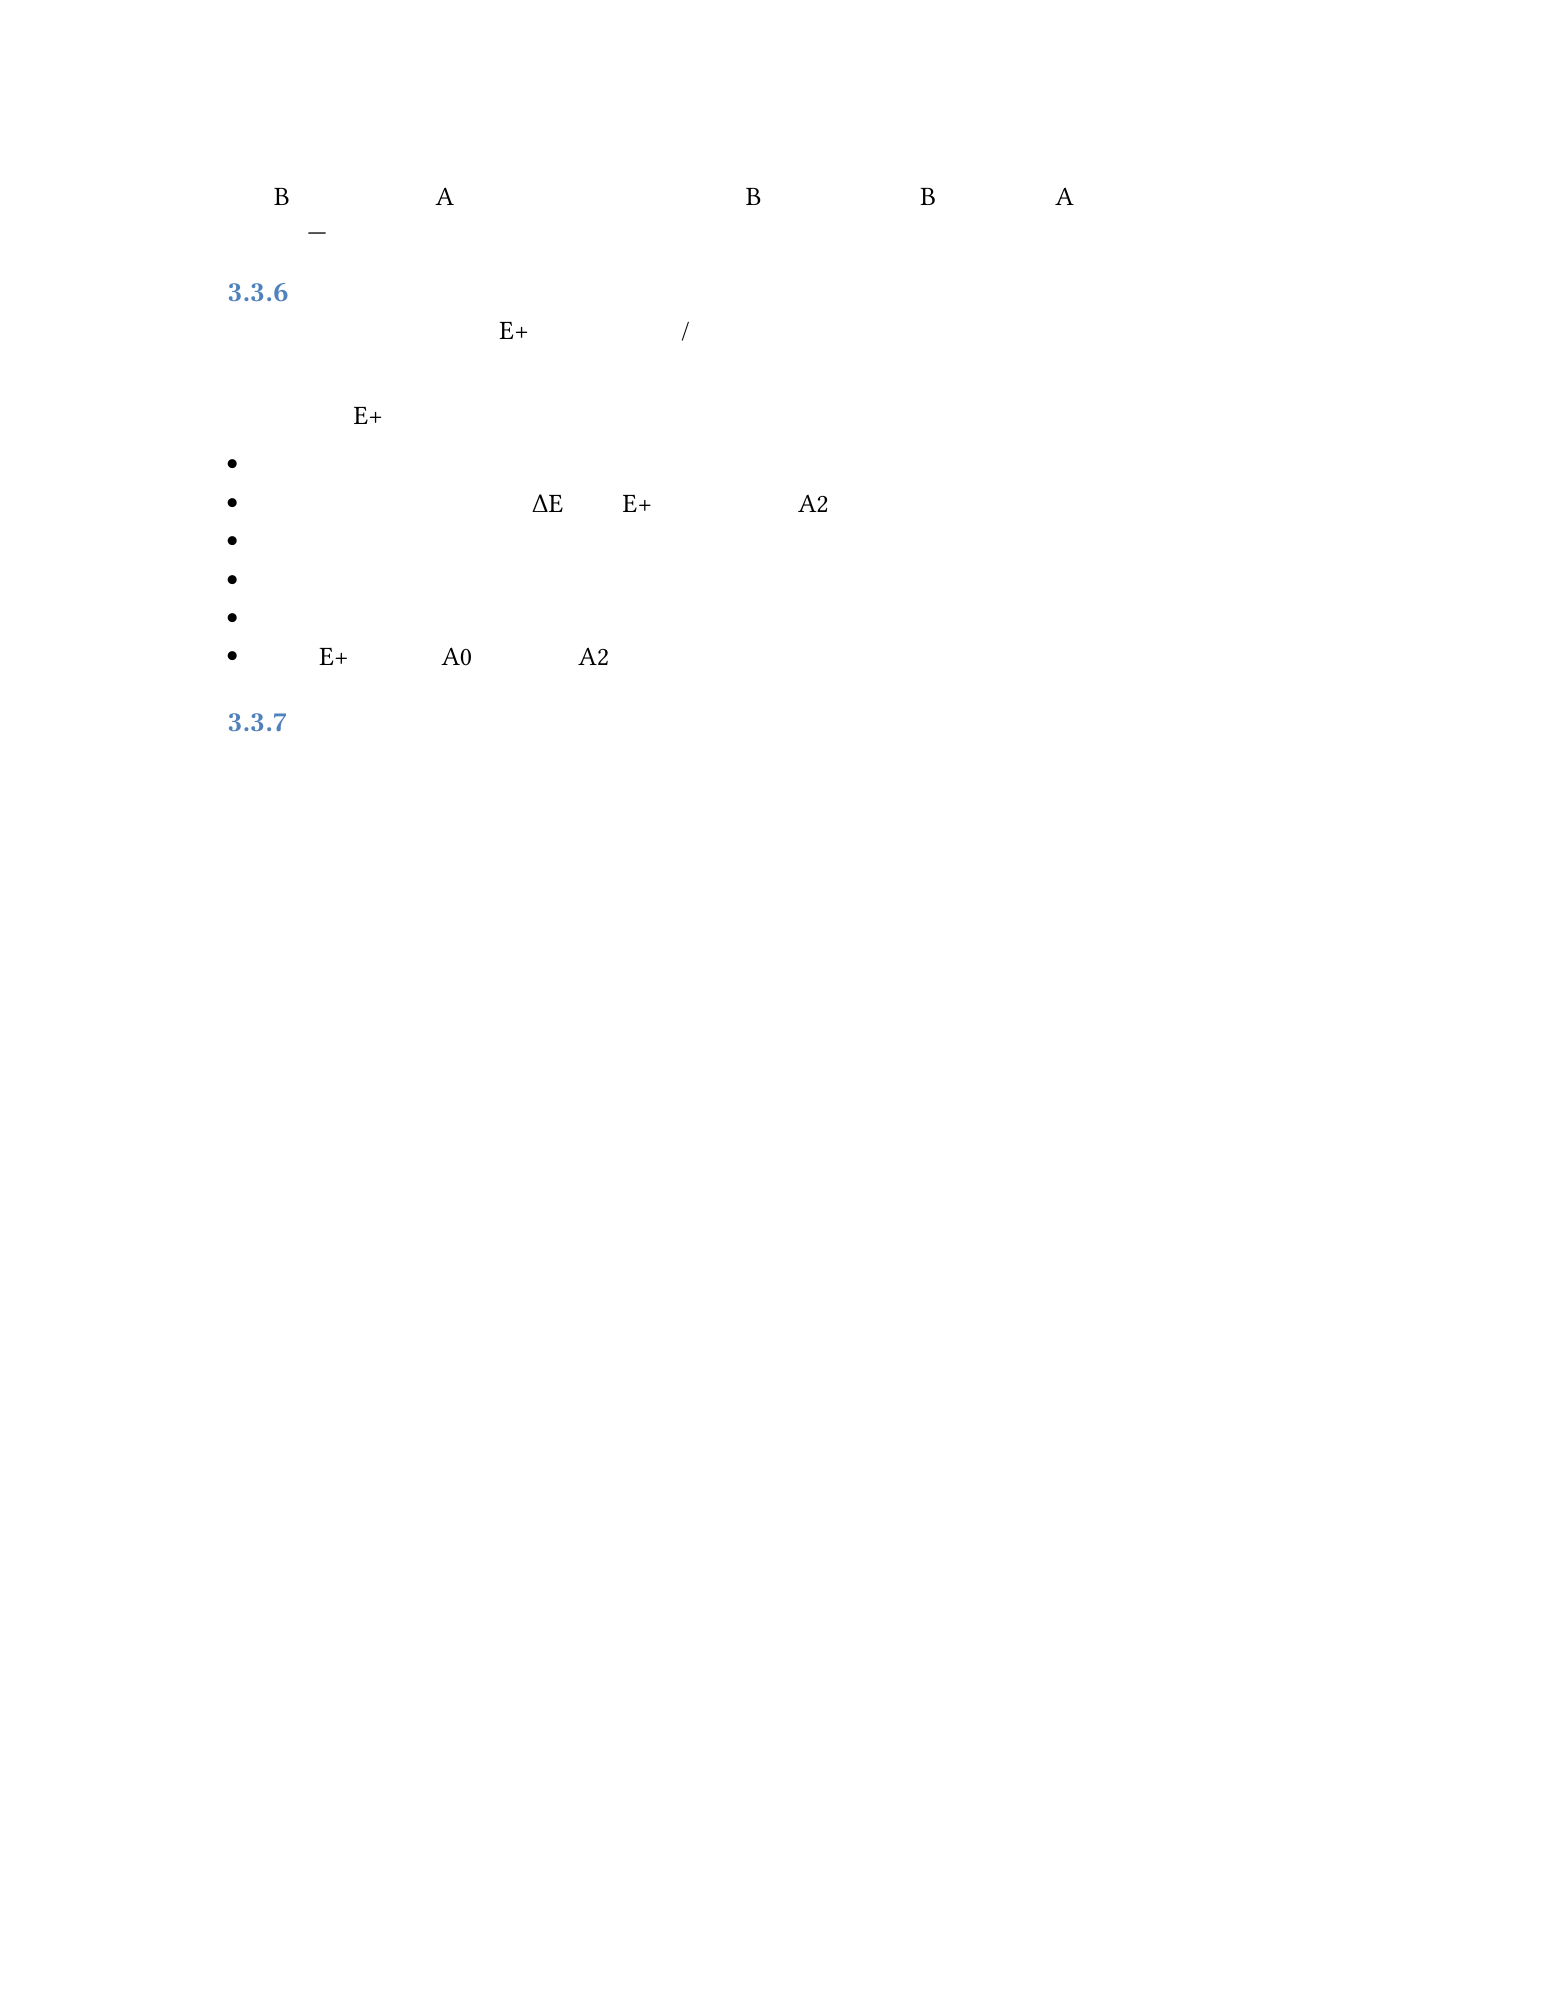 B A B B A
—
3.3.6
E+ /
E+
•
• ΔE E+ A2
•
•
•
• E+ A0 A2
3.3.7